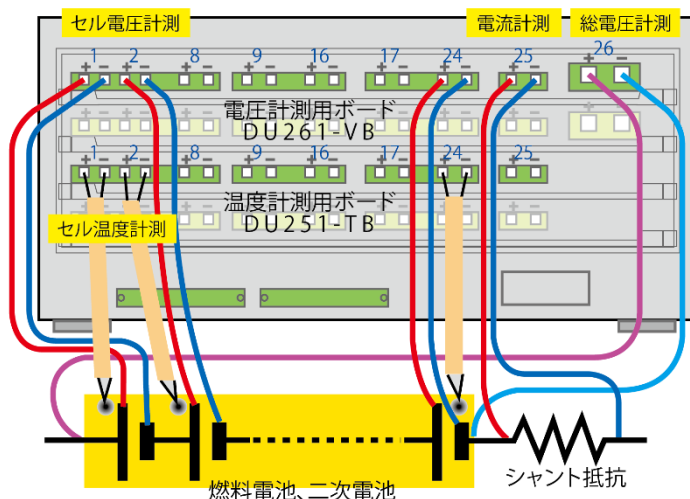 セル電圧計測
電流計測
総電圧計測
1 2 8 9 16 17 24 25 26
+ - + - + - + - + - + -
電圧計測用ボード
DU261-VB
1 2 8 9 16 17 24 25
+ - + - + -
温度計測用ボード
DU251-TB
セル温度計測
シャント抵抗
燃料電池、二次電池